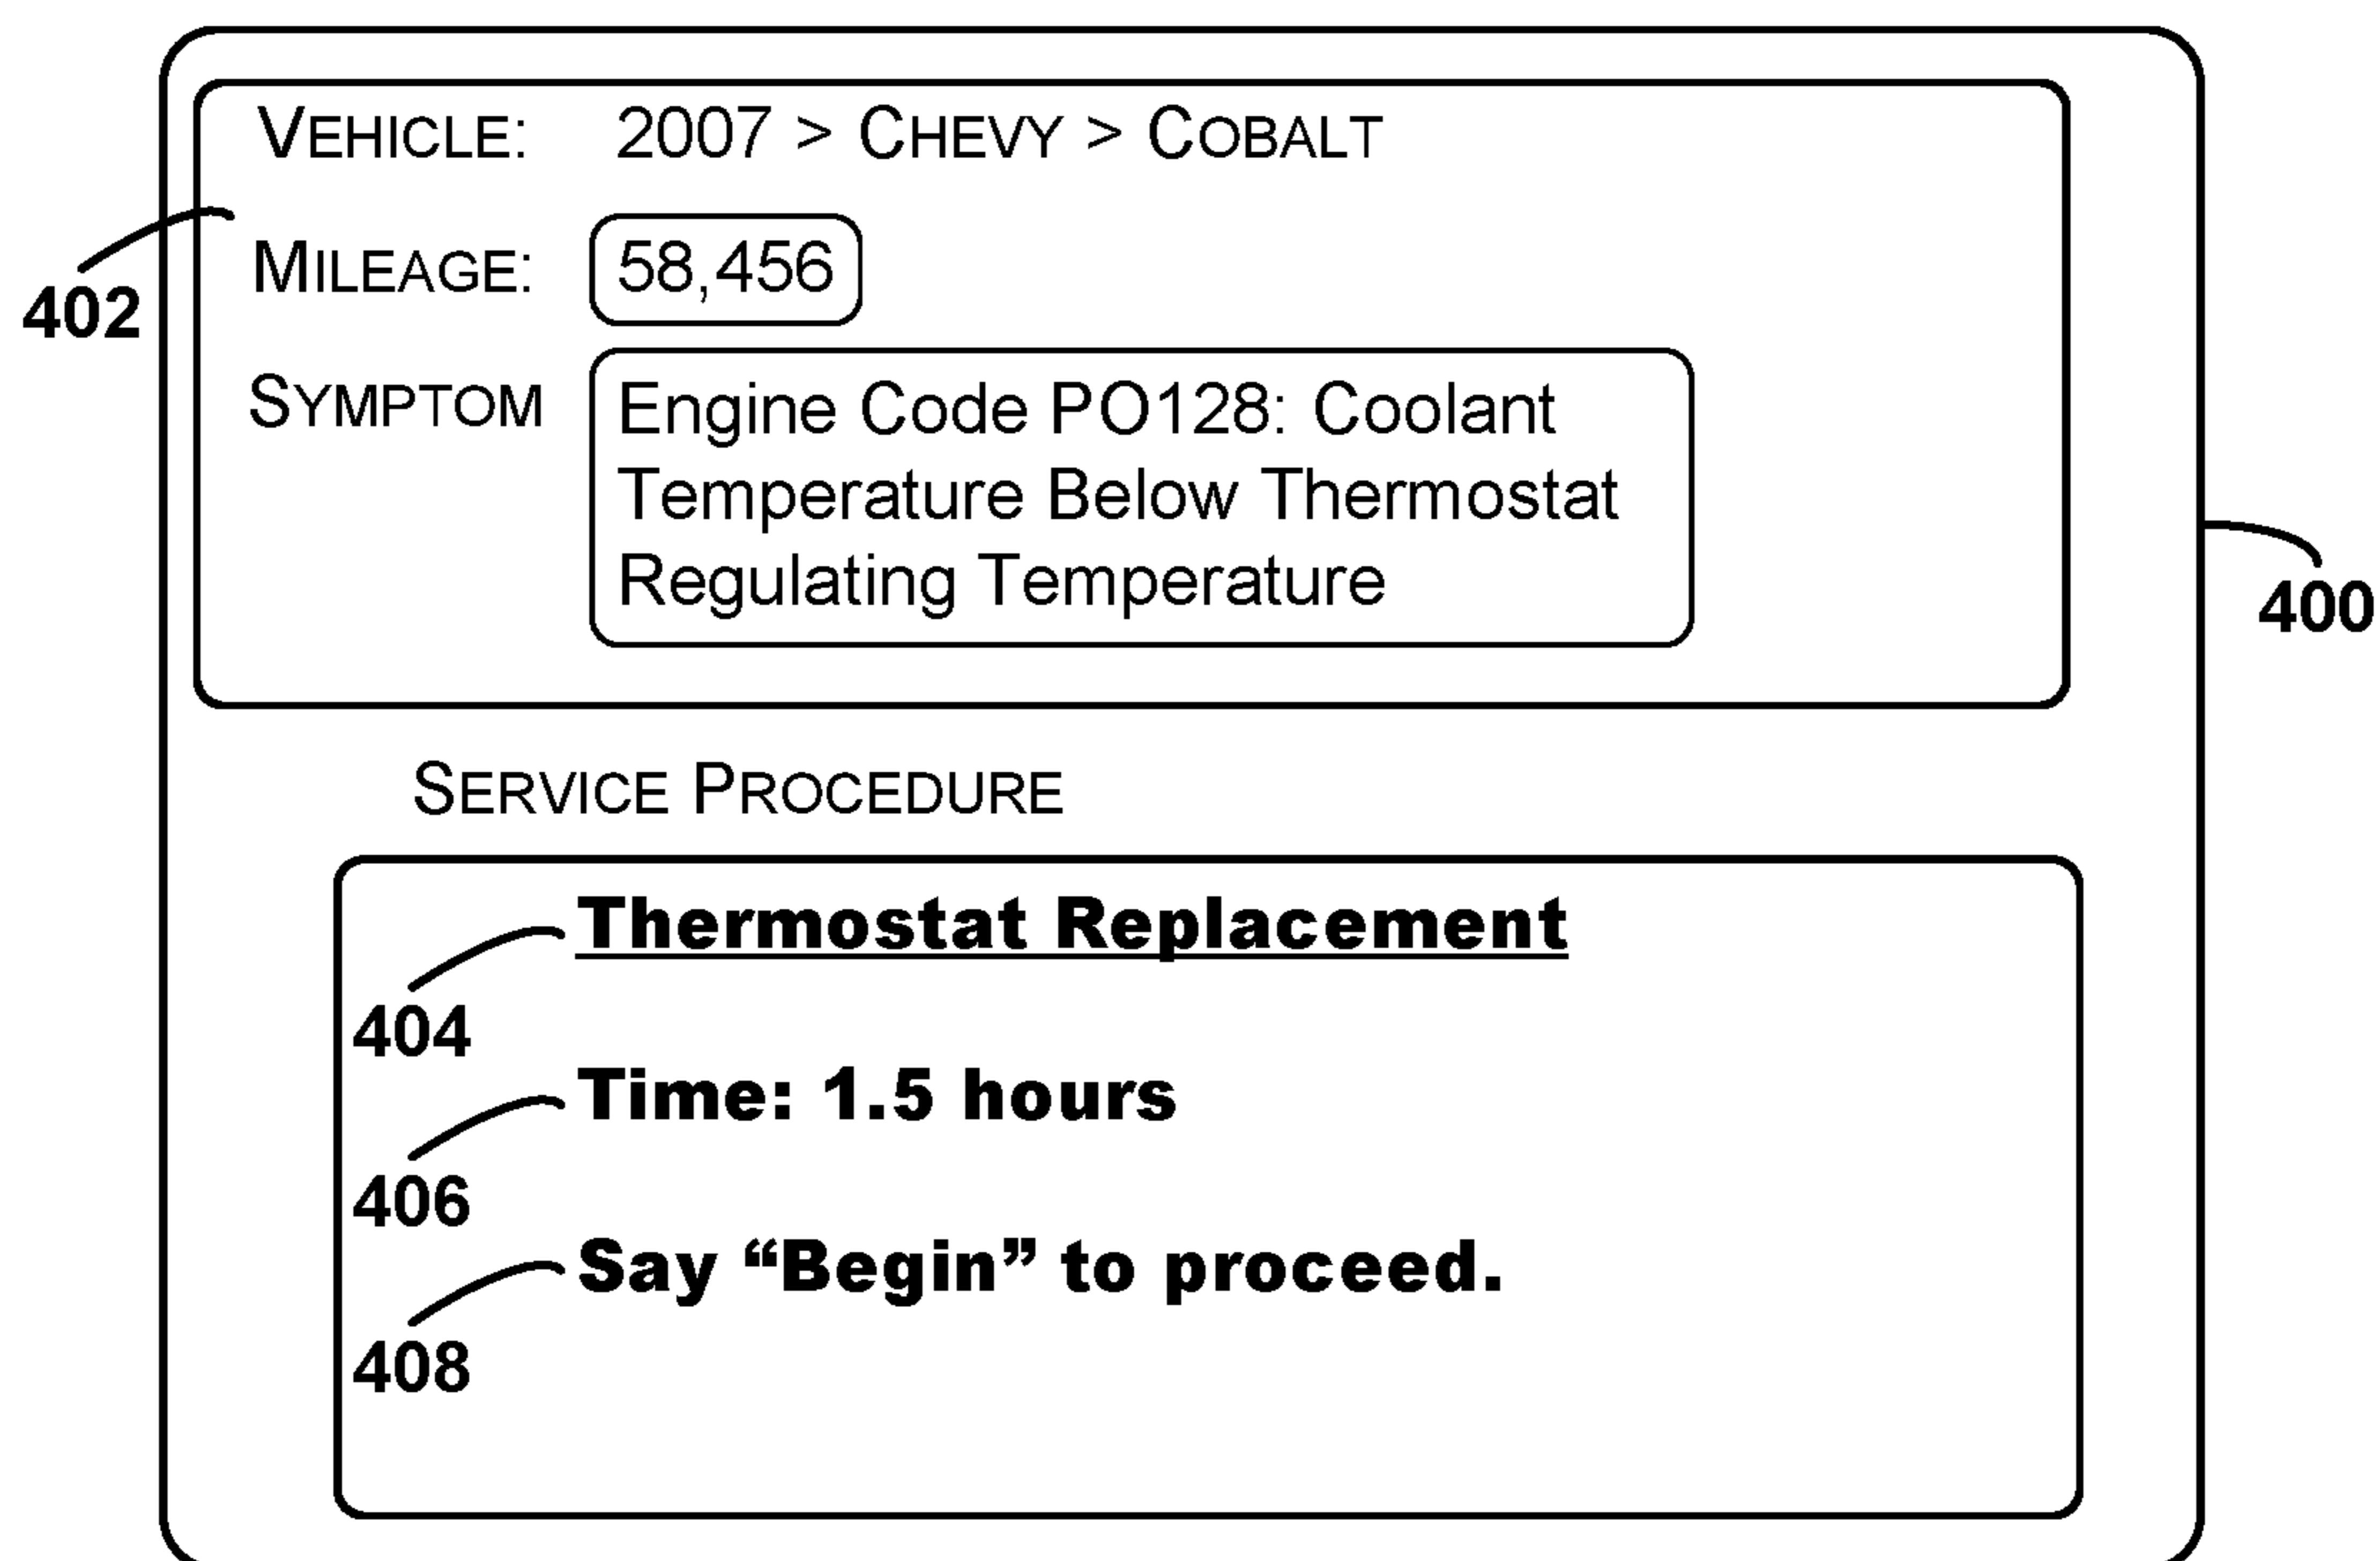 VEHICLE: 2007 > CHEVY > COBALT
MILEAGE: 58,456
402
SYMPTOM Engine Code PO128: Coolant
Temperature Below Thermostat
Regulating Temperature
400
SERVICE PROCEDURE
Thermostat Replacement
404
Time: 1.5 hours
406
Say “Begin” to proceed.
408